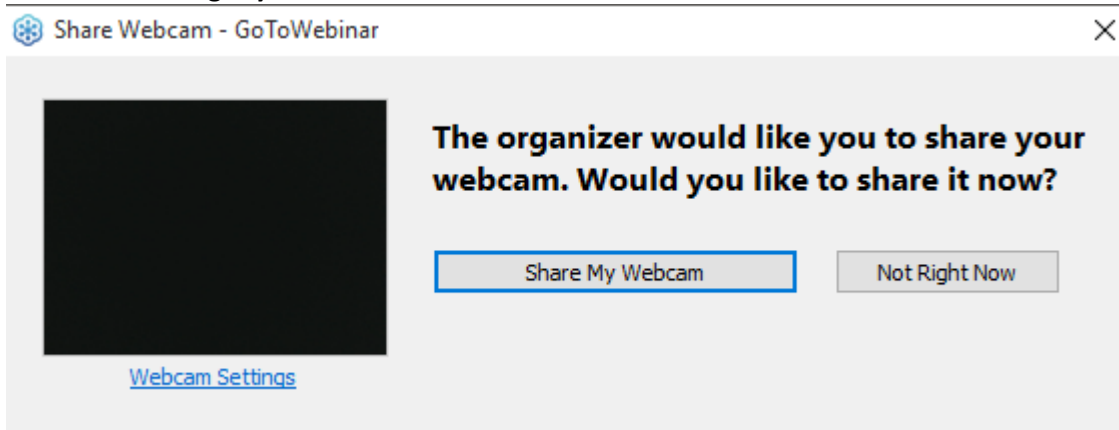 Share Webcam - GoToWebinar
The organizer would like you to share your
webcam. Would you like to share it now?
Share My Webcam
Not Right Now
Webcam Settings